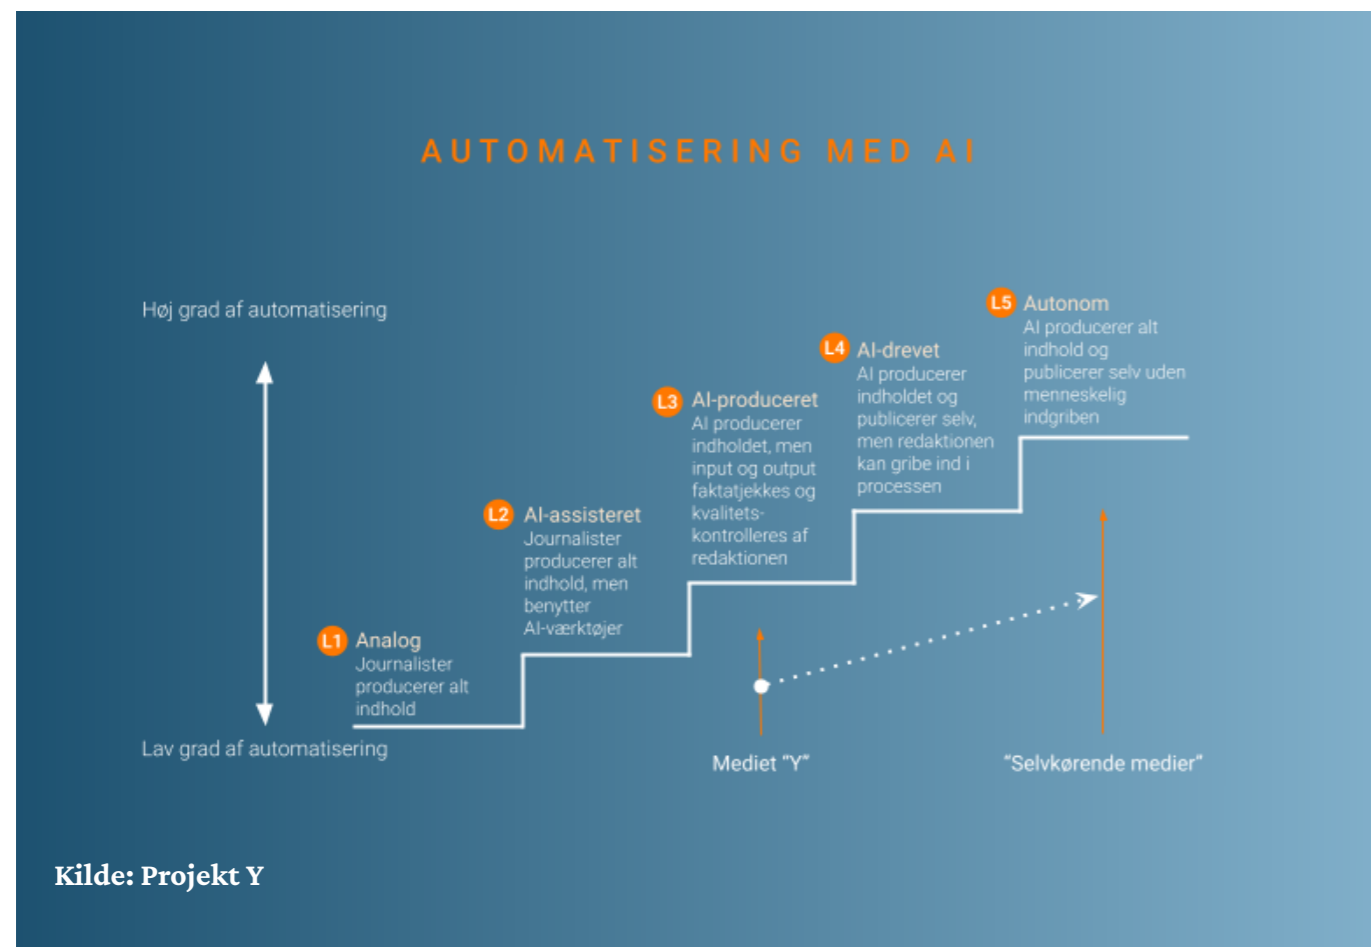 AUTOMATISERING MED AI
Høj grad af automatisering
Lav grad af automatisering
L1 Analog
Journalister
producerer alt
indhold
L2 AI-assisteret
Journalister
producerer alt
indhold, men
benytter
AI-værktøjer
L3 AI-produceret
AI producerer
indholdet, men
input og output
faktatjekkes og
kvalitets-
kontrolleres af
redaktionen
L4 AI-drevet
AI producerer
indholdet og
publicerer selv,
men redaktionen
kan gribe ind i
processen
L5 Autonom
AI producerer alt
indhold og
publicerer selv uden
menneskelig
indgriben
Mediet “Y”
“Selvkørende medier”
Kilde: Projekt Y